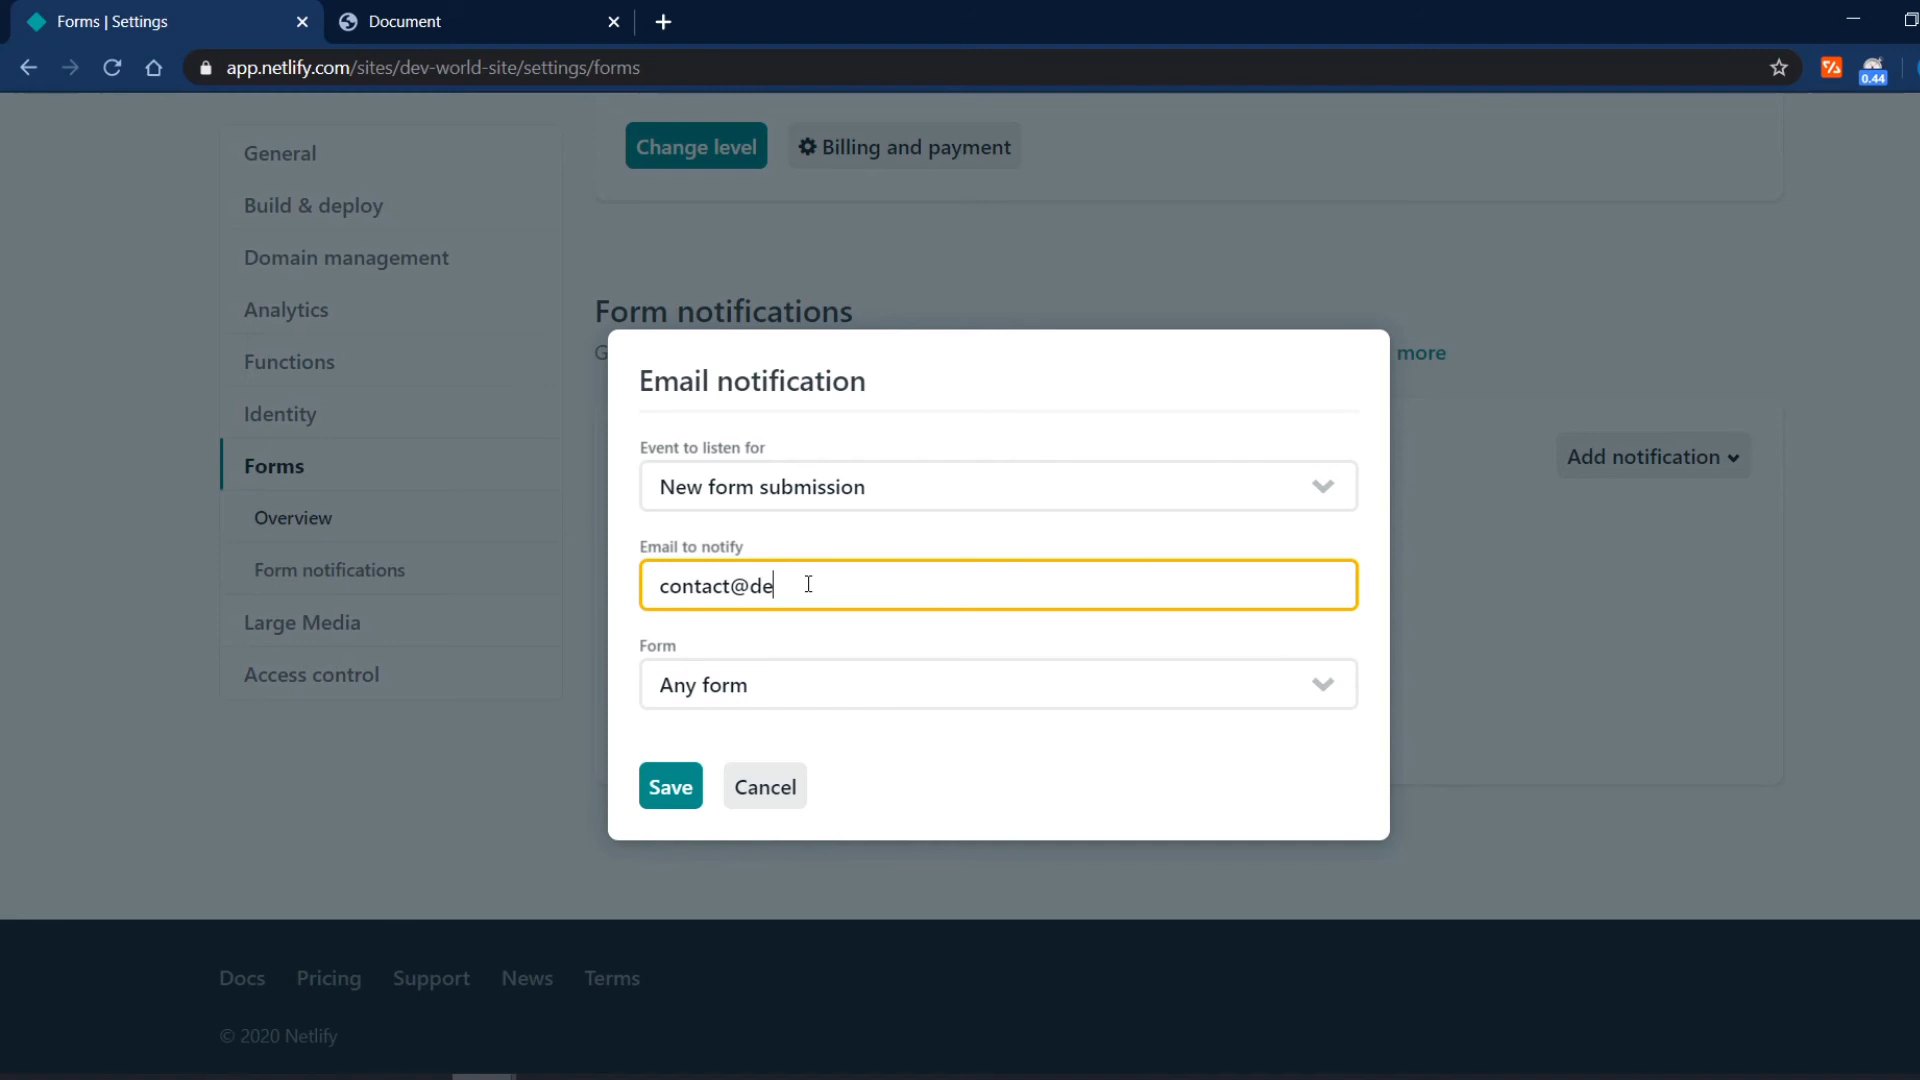 Forms | Settings
Document
app.netlify.com/sites/dev-world-site/settings/forms
0.44
Change level
Billing and payment
General
Build & deploy
Domain management
Analytics
Functions
Identity
Forms
Overview
Form notifications
Large Media
Access control
Form notifications
G
more
Add notification
Email notification
Event to listen for
New form submission
Email to notify
contact@de
Form
Any form
Save
Cancel
Docs Pricing Support News Terms
© 2020 Netlify